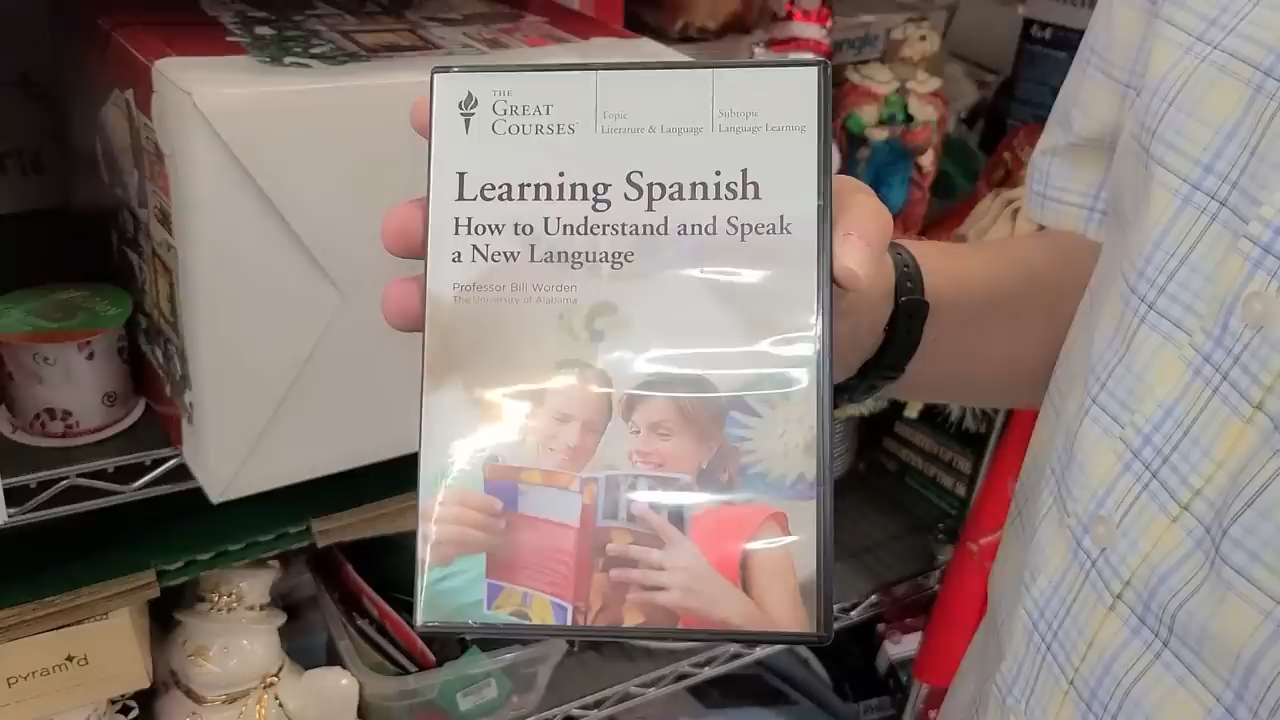 THE
GREAT
COURSES
Topic
Literature & Language
Subtopic
Language Learning
Learning Spanish
How to Understand and Speak
a New Language
Professor Bill Worden
The University of Alabama
pyramid